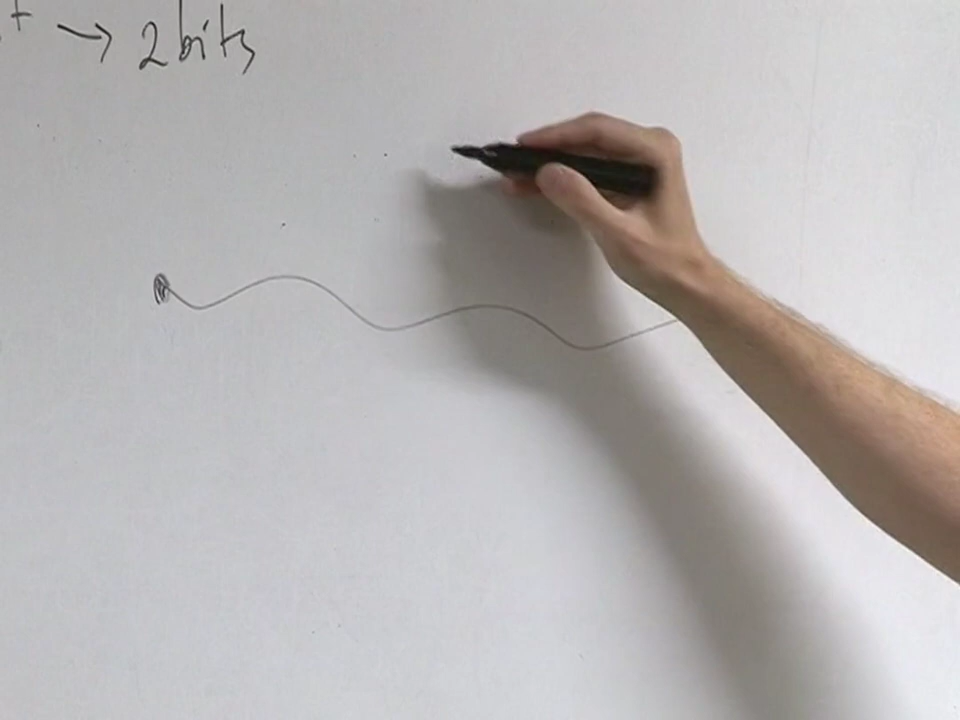 t → 2 bits